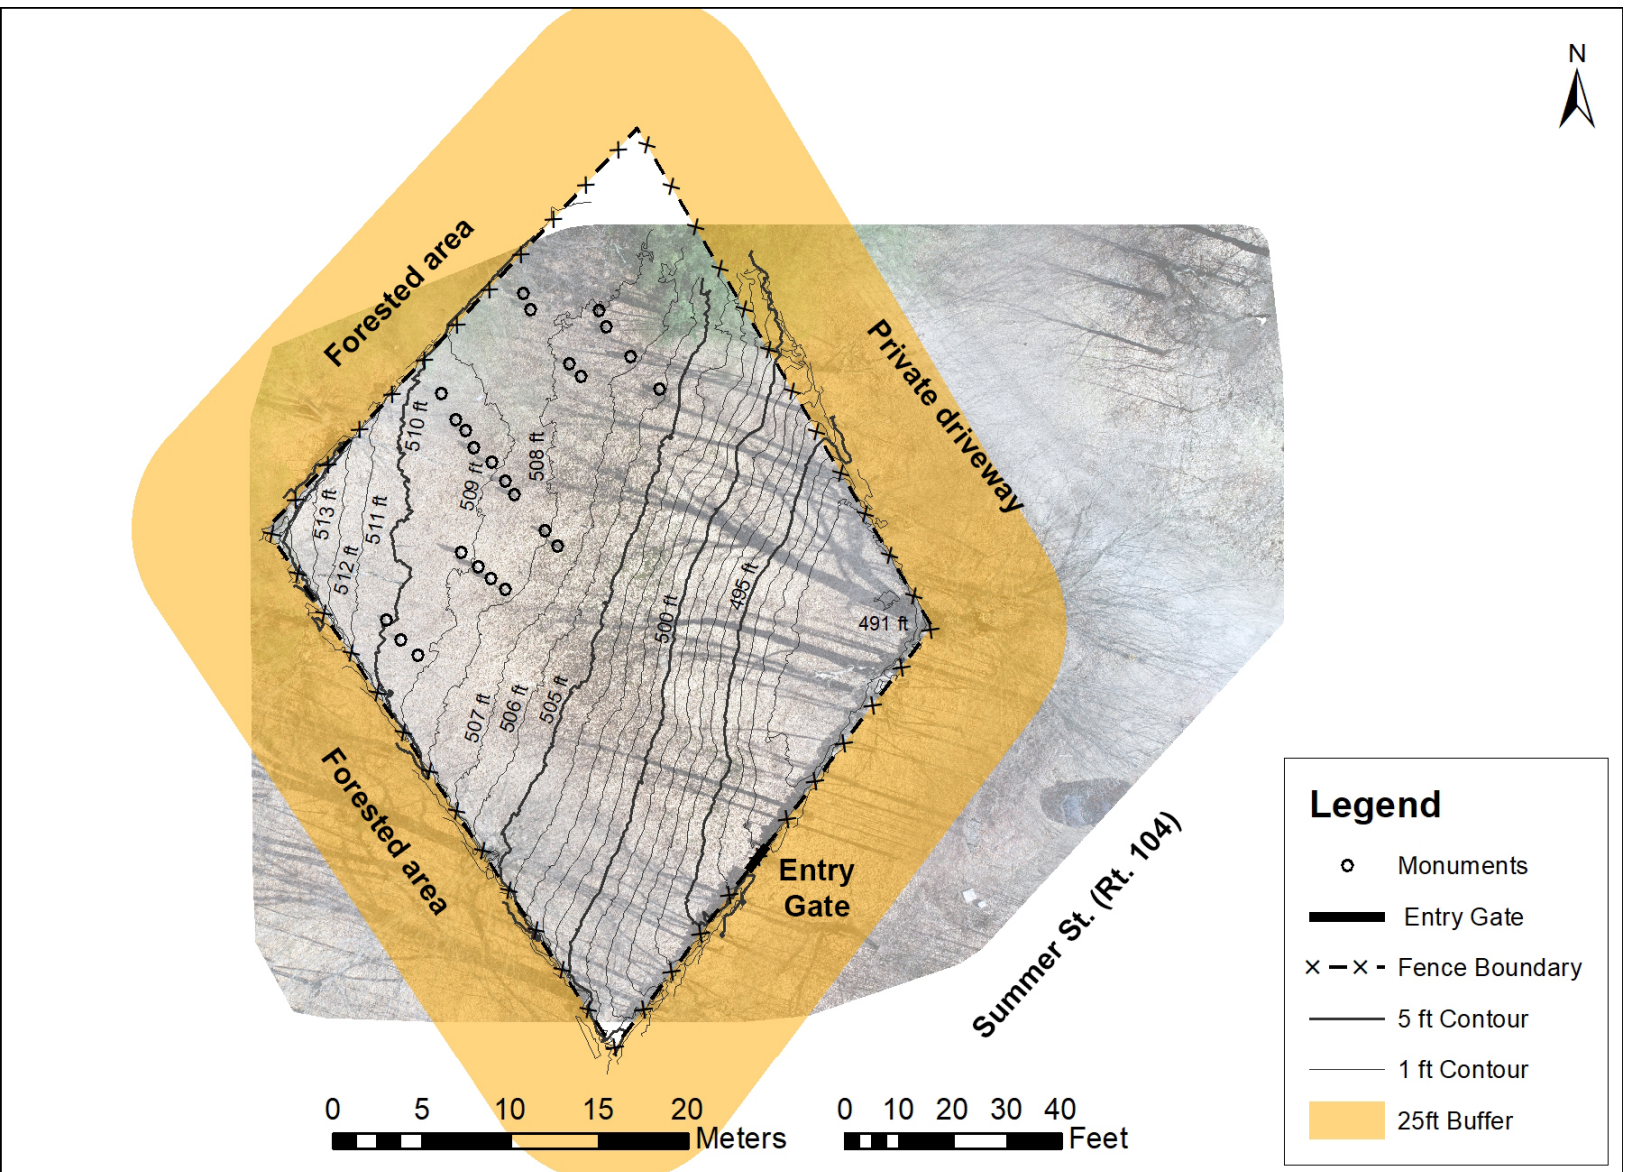 N
Forested area
Private driveway
510 ft
508 ft
509 ft
513 ft
511 ft
512 ft
495 ft
500 ft
491 ft
507 ft
506 ft
505 ft
Forested area
Entry
Gate
Summer St. (Rt. 104)
Legend
Monuments
Entry Gate
Fence Boundary
5 ft Contour
1 ft Contour
25ft Buffer
0 5 10 15 20
Meters
0 10 20 30 40
Feet